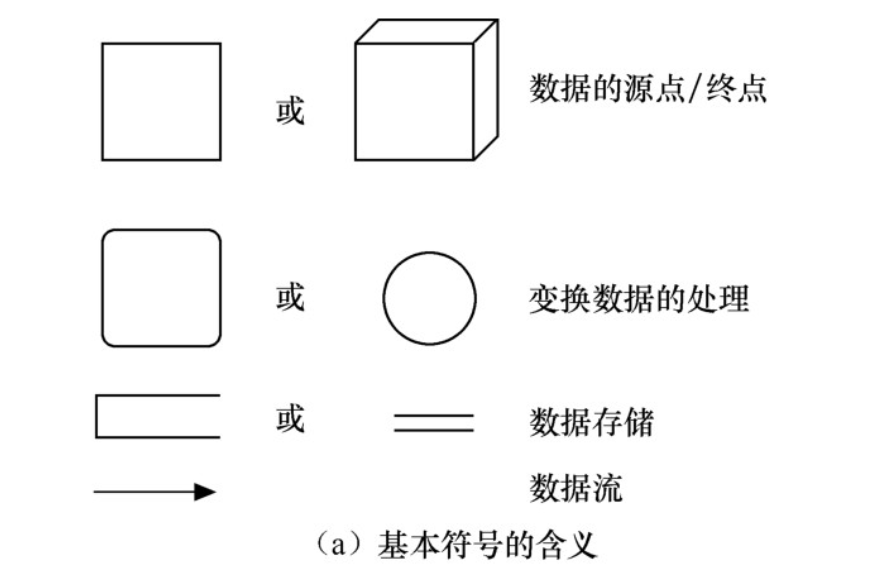 或 数据的源点/终点
或 变换数据的处理
或 数据存储
数据流
（a）基本符号的含义